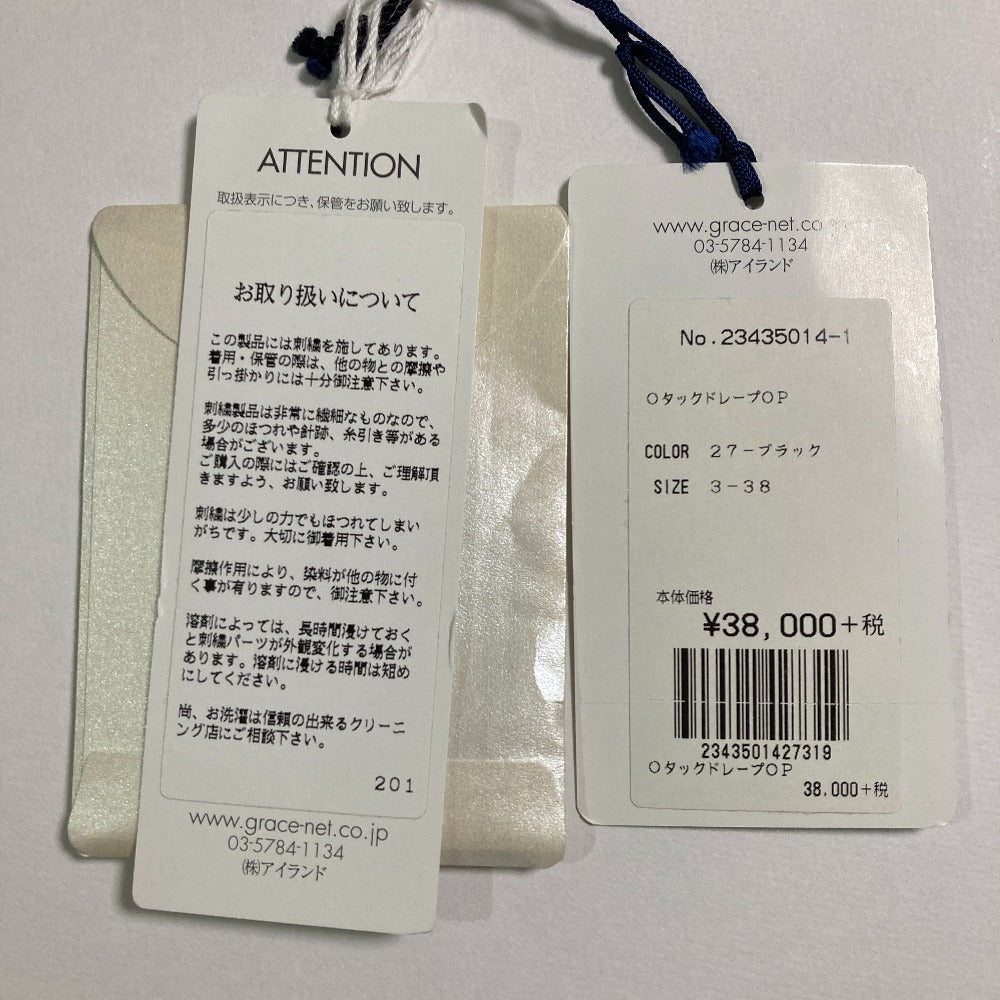 ATTENTION
取扱表示につき、保管をお願い致します。
お取り扱いについて
この製品には刺繍を施してあります。
着用・保管の際は、他の物との摩擦や
引っ掛かりには十分御注意下さい。
刺繍製品は非常に繊細なものなので、
多少のほつれや針跡、糸引き等がある
場合がございます。
ご購入の際にはご確認の上、ご理解頂
きますよう、お願い致します。
刺繍は少しの力でもほつれてしまい
がちです。大切に御着用下さい。
摩擦作用により、染料が他の物に付
く事が有りますので、御注意下さい。
溶剤によっては、長時間浸けておく
と刺繍パーツが外観変化する場合が
あります。溶剤に浸ける時間は短め
にしてください。
尚、お洗濯は信頼の出来るクリーニ
ング店にご相談下さい。
201
www.grace-net.co.jp
03-5784-1134
㈱アイランド
www.grace-net.co
03-5784-1134
㈱アイランド
No.23435014-1
OタックドレープOP
COLOR 27-ブラック
SIZE 3-38
本体価格
¥38,000+税
2343501427319
OタックドレープOP
38,000+税